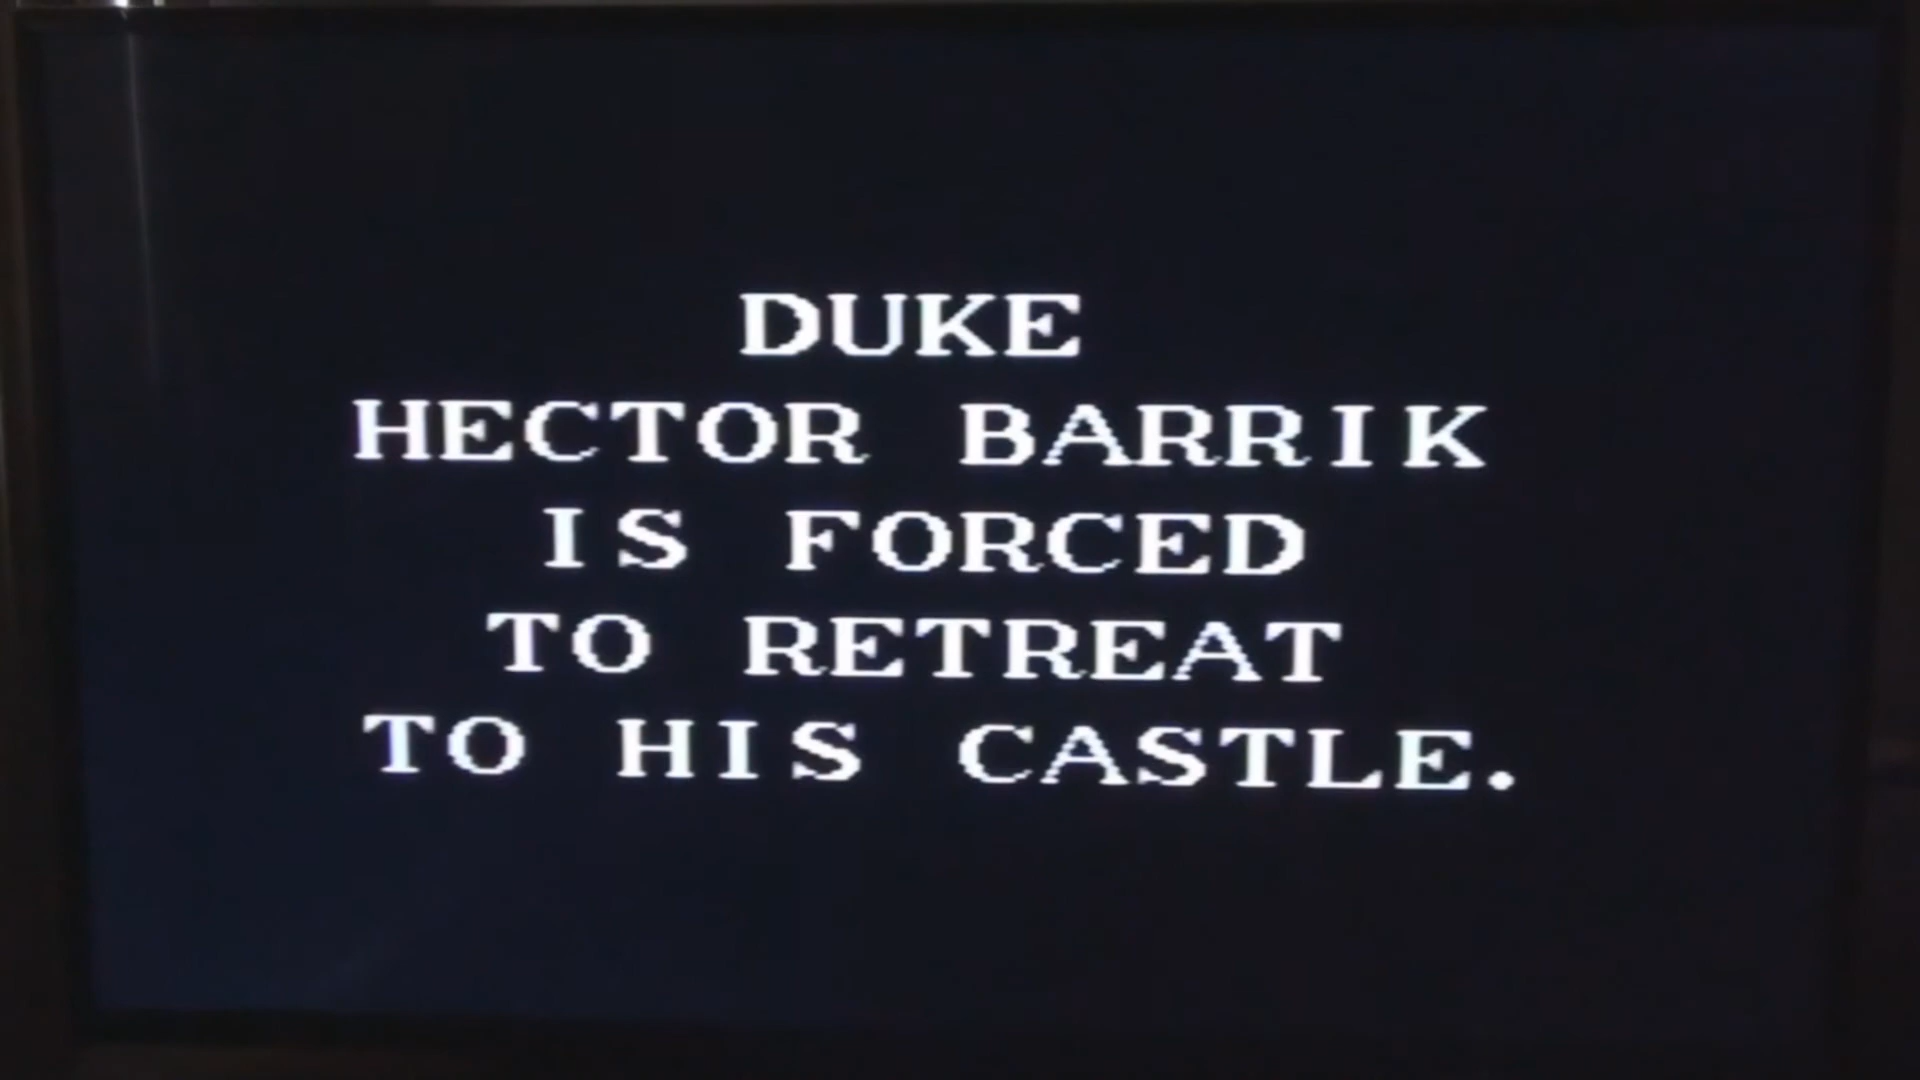 DUKE
HECTOR BARRIK
IS FORCED
TO RETREAT
TO HIS CASTLE.